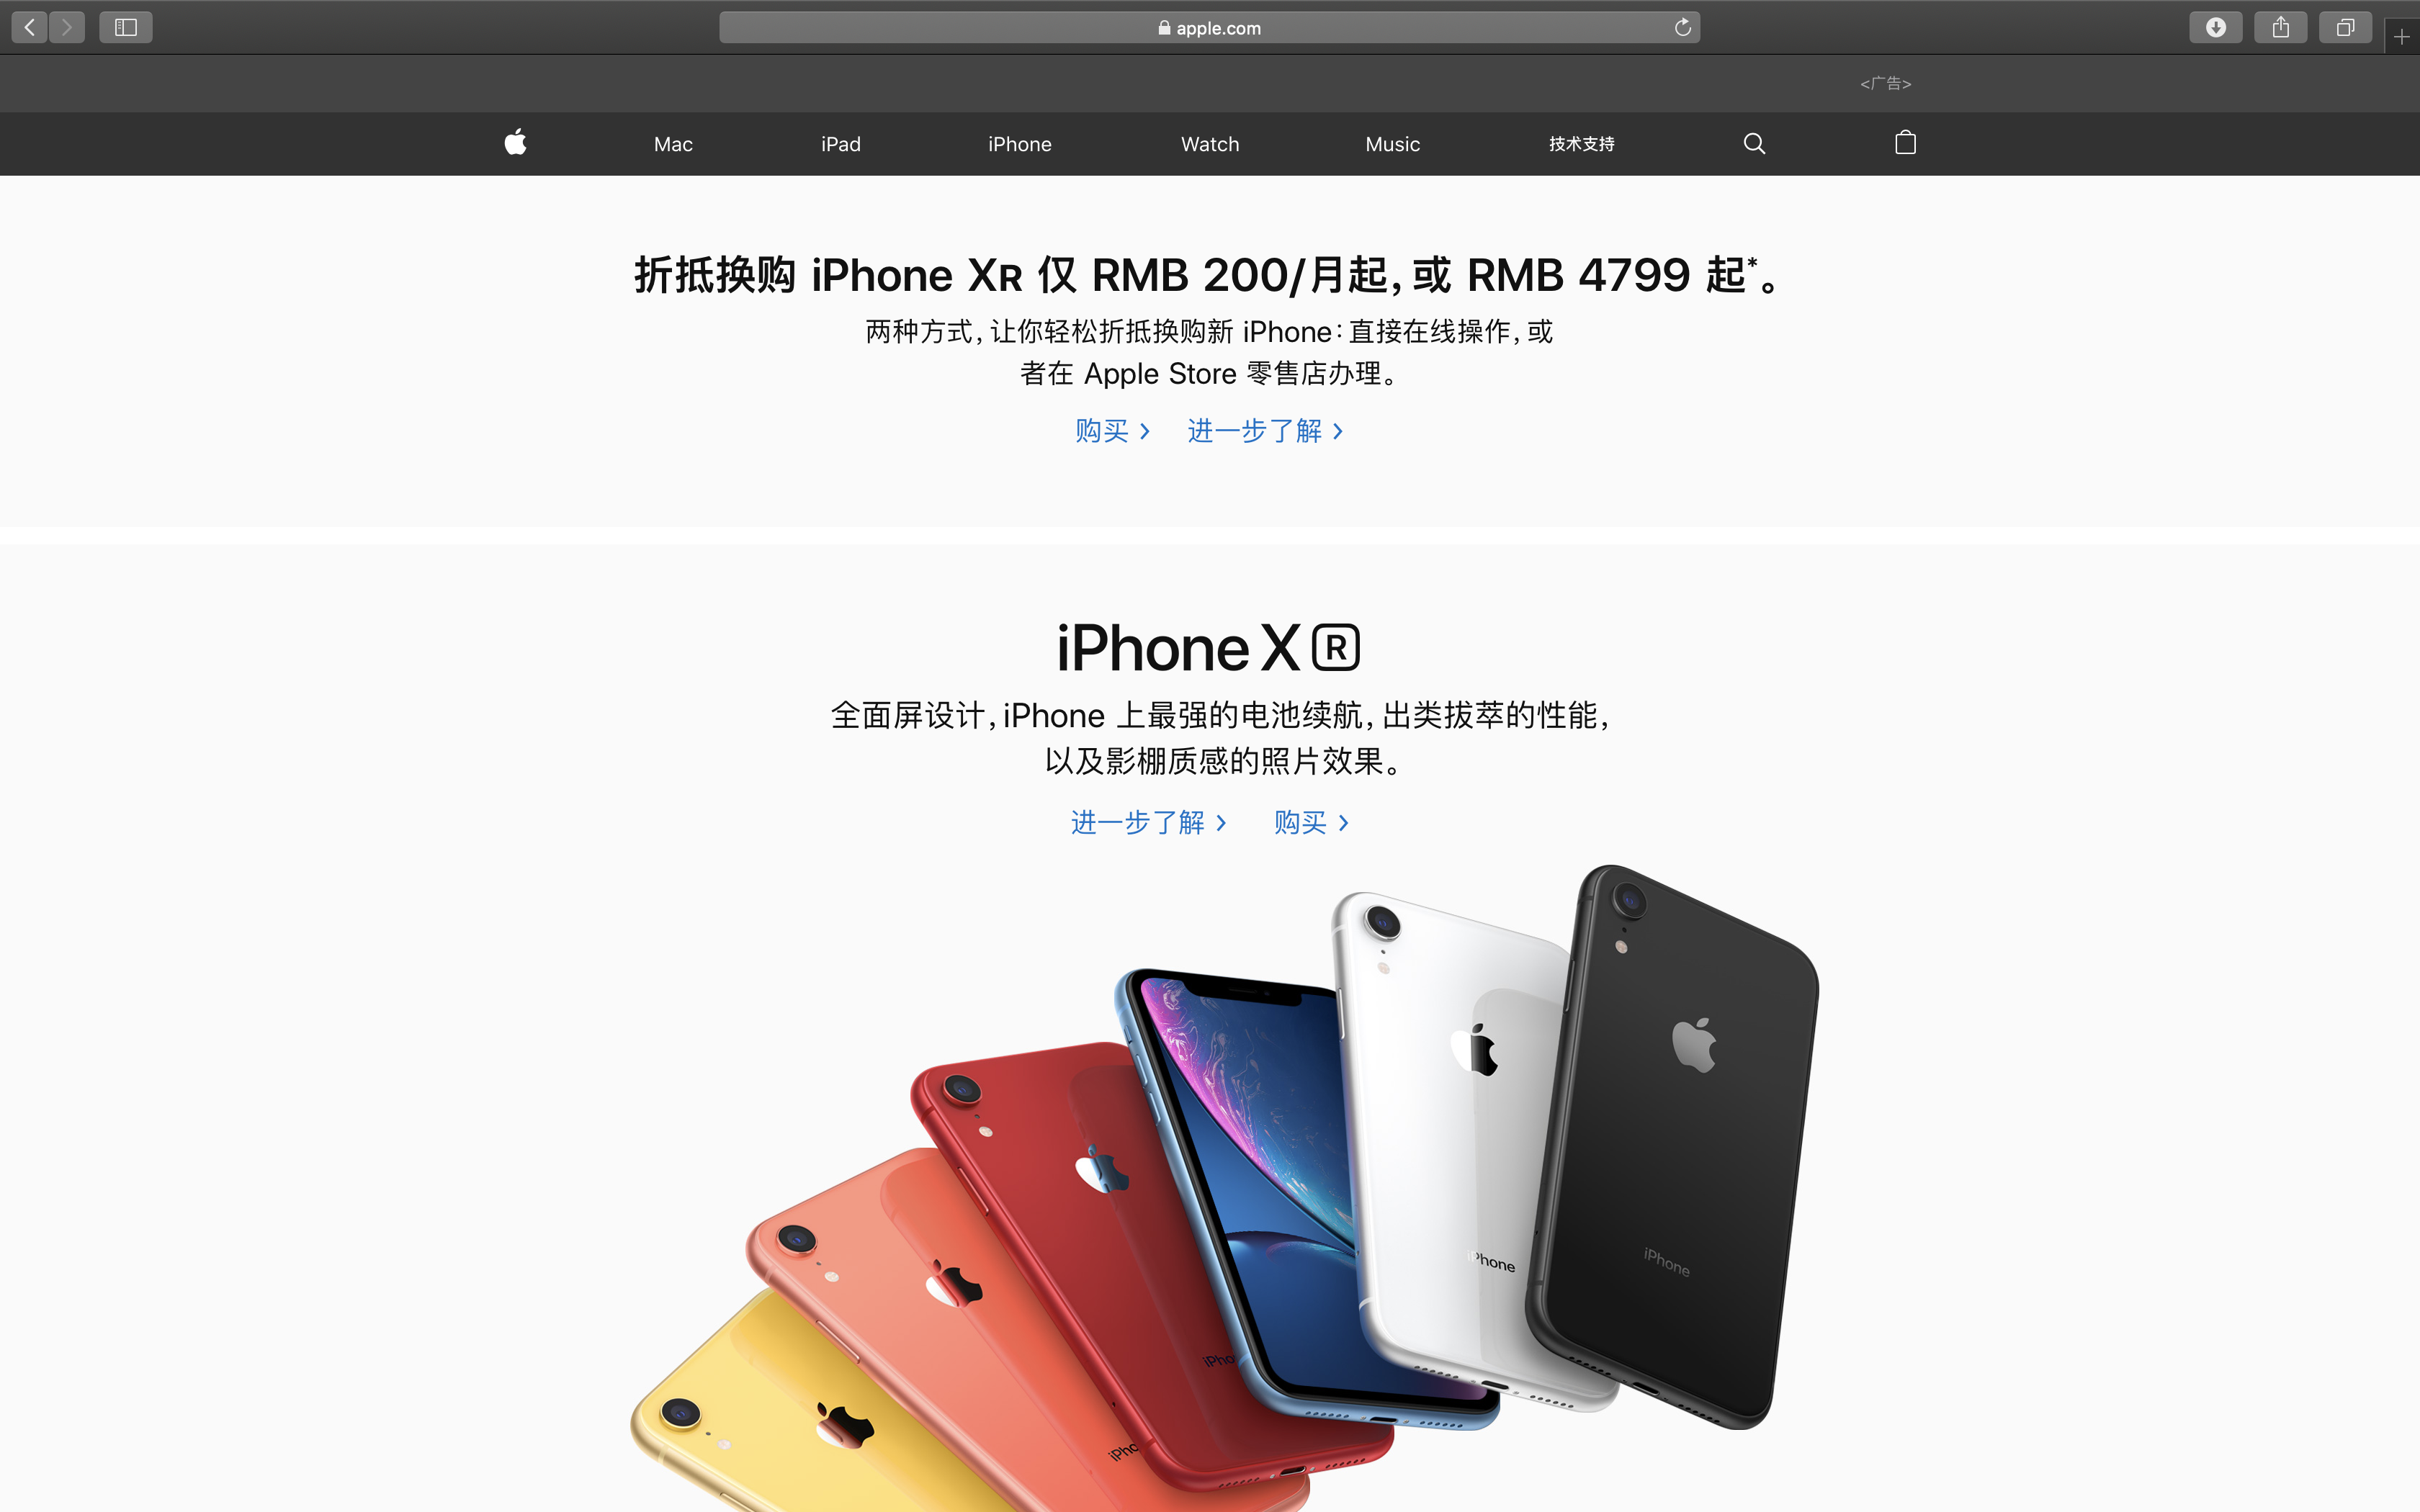 apple.com
<广告>
Mac iPad iPhone Watch Music 技术支持
折抵换购 iPhone XR 仅 RMB 200/月起，或 RMB 4799 起*。
两种方式，让你轻松折抵换购新 iPhone：直接在线操作，或
者在 Apple Store 零售店办理。
购买 > 进一步了解 >
iPhone XR
全面屏设计，iPhone 上最强的电池续航，出类拔萃的性能，
以及影棚质感的照片效果。
进一步了解 > 购买 >
iPhone
iPhone
iPho
iPho